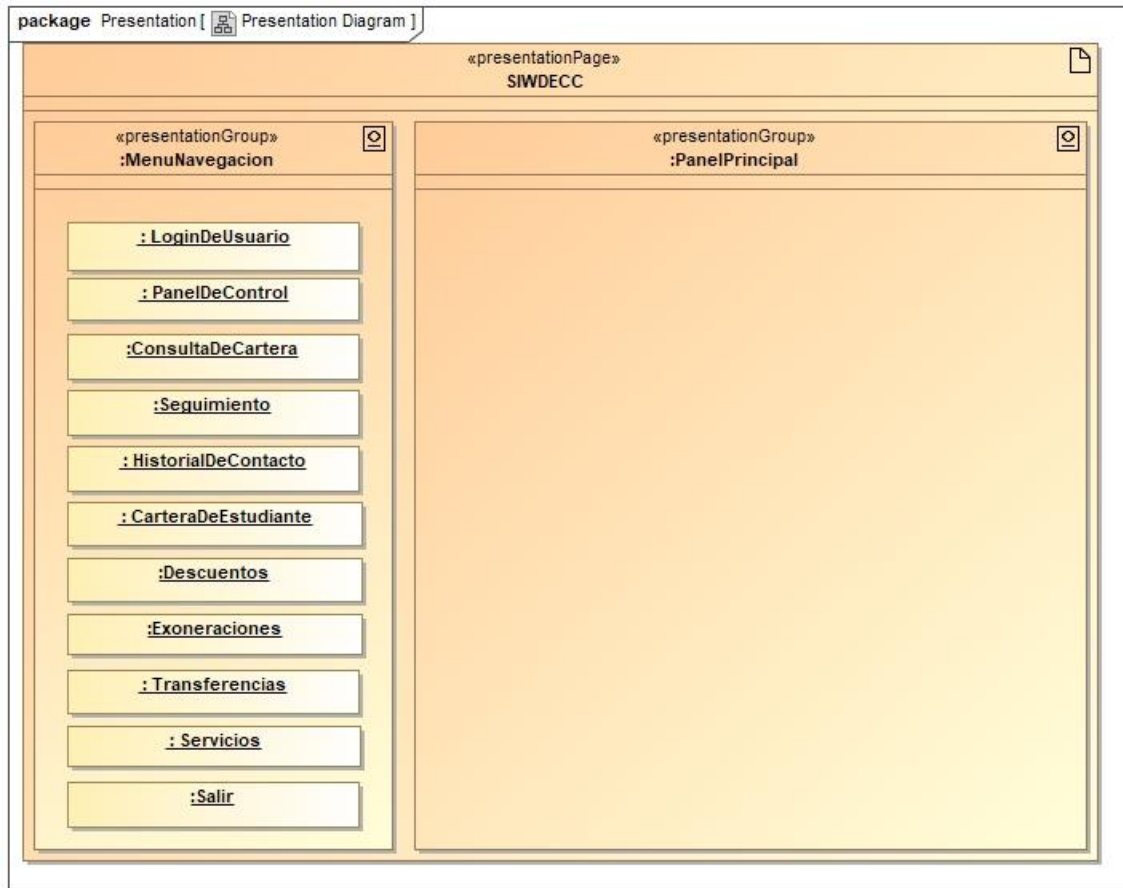 package Presentation [ Presentation Diagram ]
«presentationPage»
SIWDECC
«presentationGroup»
:MenuNavegacion
: LoginDeUsuario
: PanelDeControl
:ConsultaDeCartera
:Seguimiento
: HistorialDeContacto
: CarteraDeEstudiante
:Descuentos
:Exoneraciones
: Transferencias
: Servicios
:Salir
«presentationGroup»
:PanelPrincipal